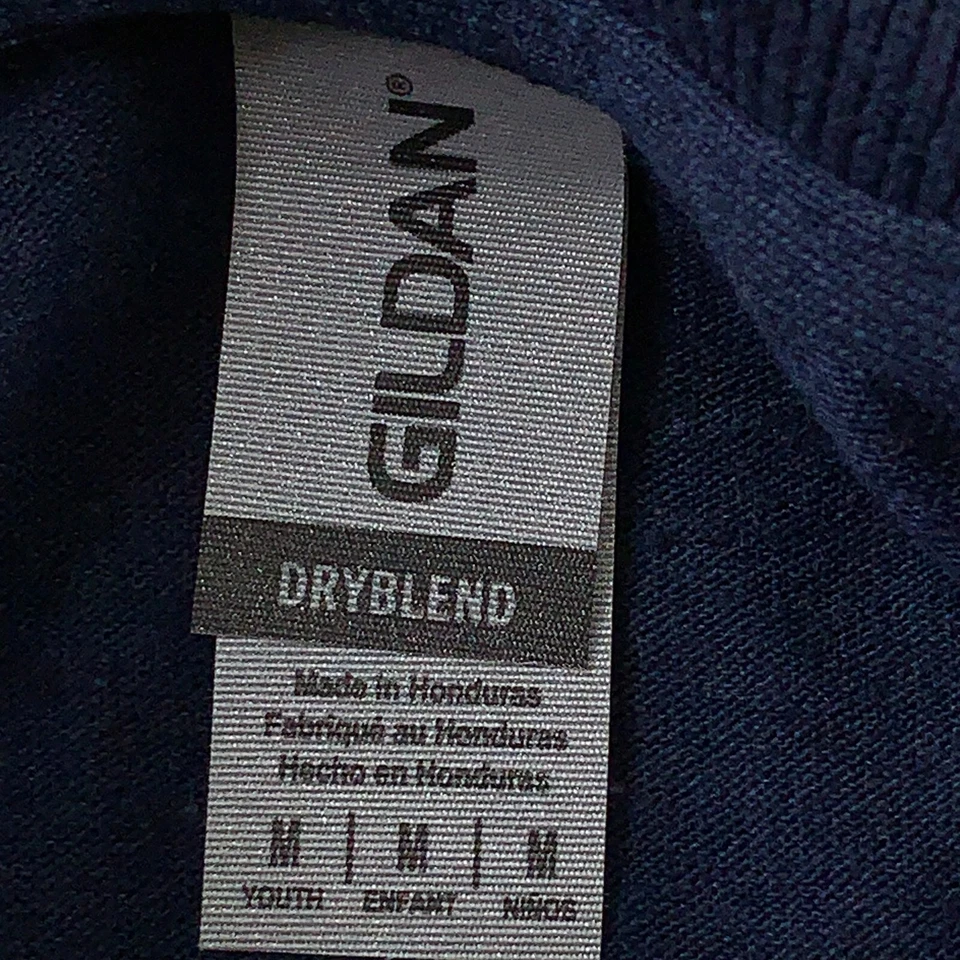 GILDAN®
DRYBLEND
Made in Honduras
Fabriqué au Honduras
Hecho en Honduras
M | M | M
YOUTH ENFANT NIÑOS